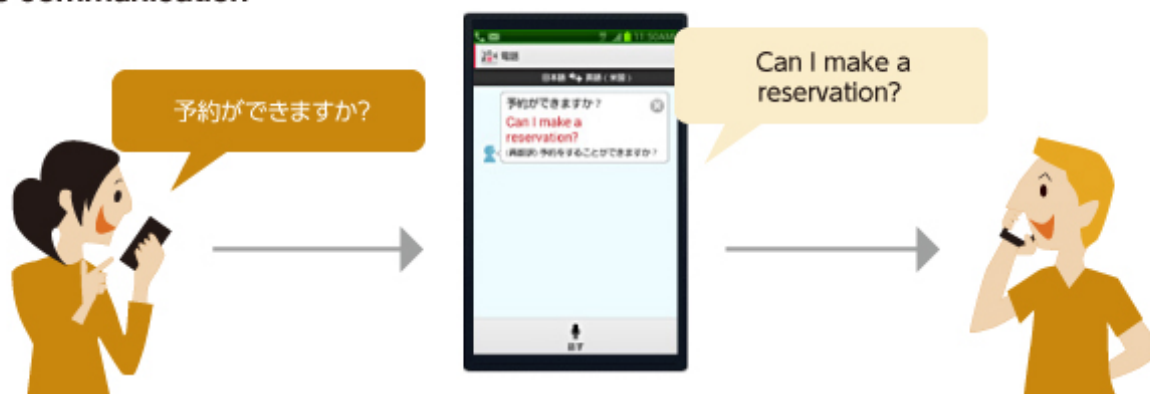 communication
予約ができますか?
11:50AM
電話
日本語 英語(米国)
予約ができますか?
Can I make a
reservation?
(再翻訳)予約をすることができますか?
話す
Can I make a
reservation?